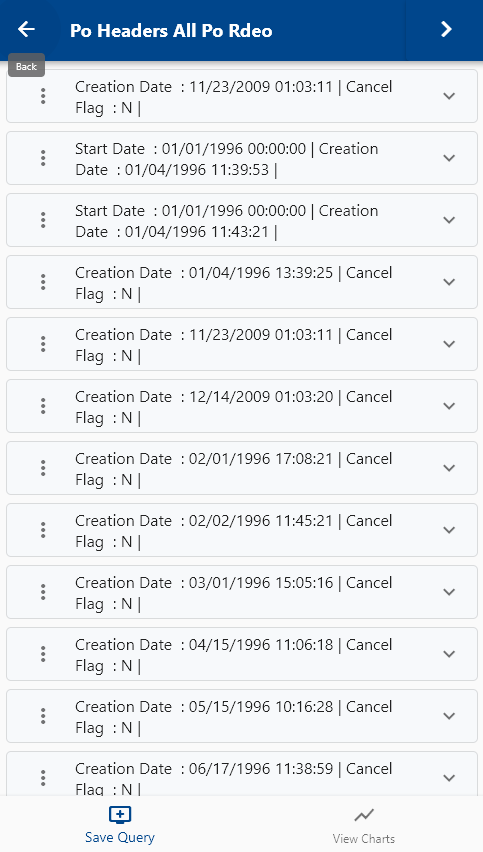 Po Headers All Po Rdeo
Back
Creation Date : 11/23/2009 01:03:11 | Cancel
Flag : N |
Start Date : 01/01/1996 00:00:00 | Creation
Date : 01/04/1996 11:39:53 |
Start Date : 01/01/1996 00:00:00 | Creation
Date : 01/04/1996 11:43:21 |
Creation Date : 01/04/1996 13:39:25 | Cancel
Flag : N |
Creation Date : 11/23/2009 01:03:11 | Cancel
Flag : N |
Creation Date : 12/14/2009 01:03:20 | Cancel
Flag : N |
Creation Date : 02/01/1996 17:08:21 | Cancel
Flag : N |
Creation Date : 02/02/1996 11:45:21 | Cancel
Flag : N |
Creation Date : 03/01/1996 15:05:16 | Cancel
Flag : N |
Creation Date : 04/15/1996 11:06:18 | Cancel
Flag : N |
Creation Date : 05/15/1996 10:16:28 | Cancel
Flag : N |
Creation Date : 06/17/1996 11:38:59 | Cancel
Flag : N |
Save Query
View Charts